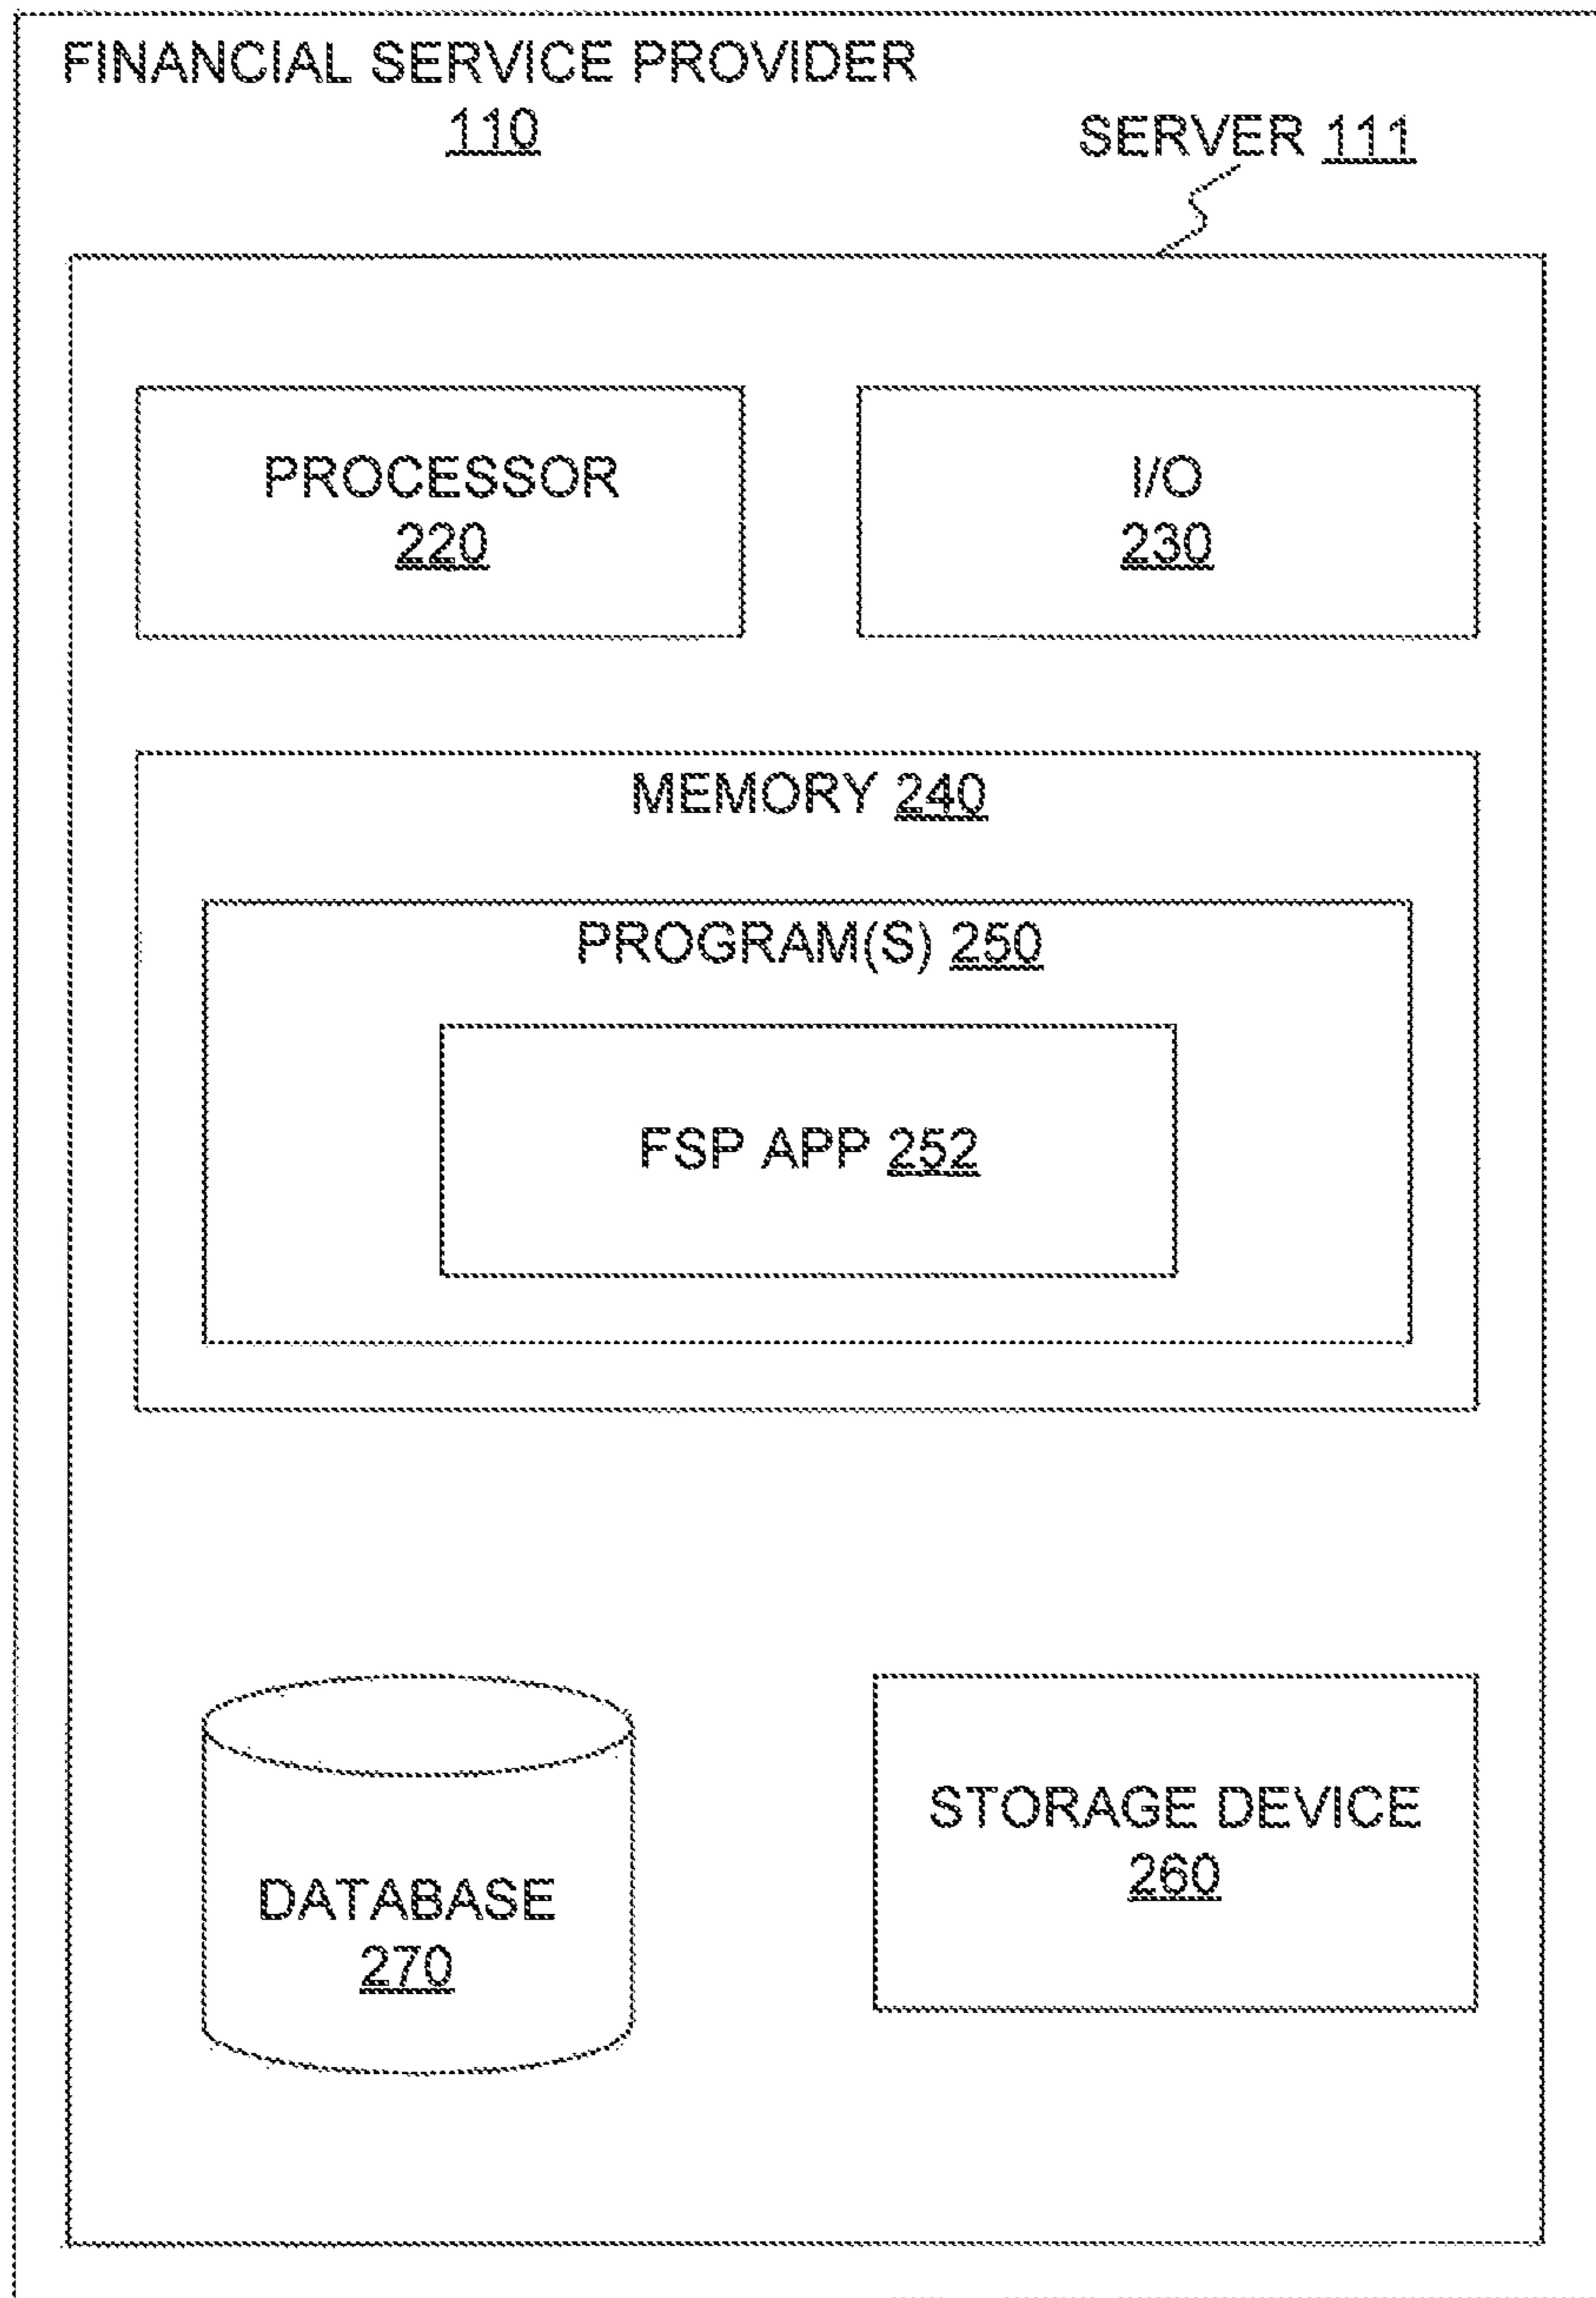 FINANCIAL SERVICE PROVIDER
110
SERVER 111
PROCESSOR
220
I/O
230
MEMORY 240
PROGRAM(S) 250
FSP APP 252
DATABASE
270
STORAGE DEVICE
260